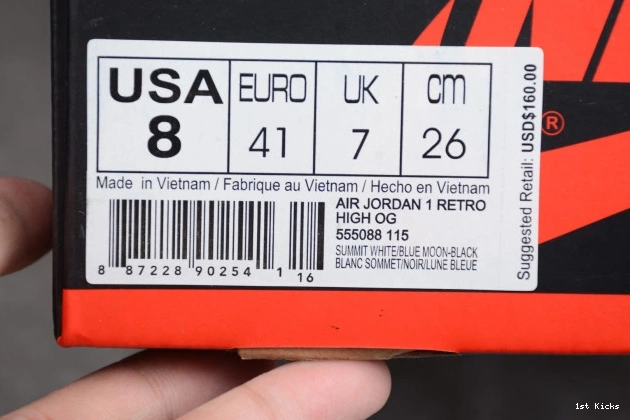 USA EURO UK cm
8 41 7 26
Made in Vietnam / Fabrique au Vietnam / Hecho en Vietnam
AIR JORDAN 1 RETRO
HIGH OG
555088 115
SUMMIT WHITE/BLUE MOON-BLACK
BLANC SOMMET/NOIR/LUNE BLEUE
8 87228 90254 1 16
Suggested Retail: USD$160.00
®
1st Kicks